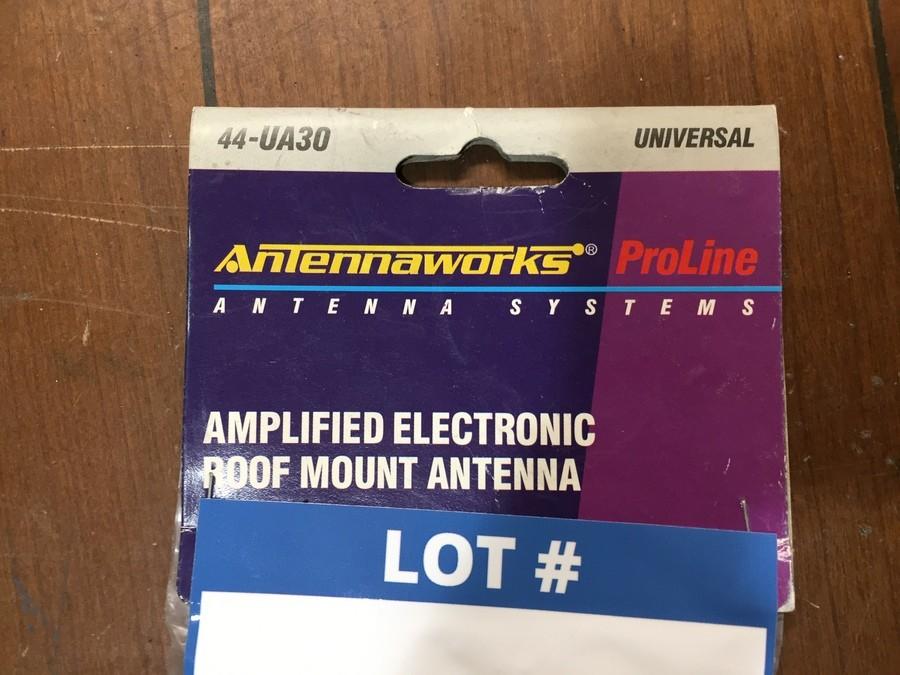 44-UA30 UNIVERSAL
Antennaworks® ProLine
ANTENNA SYSTEMS
AMPLIFIED ELECTRONIC
ROOF MOUNT ANTENNA
LOT #